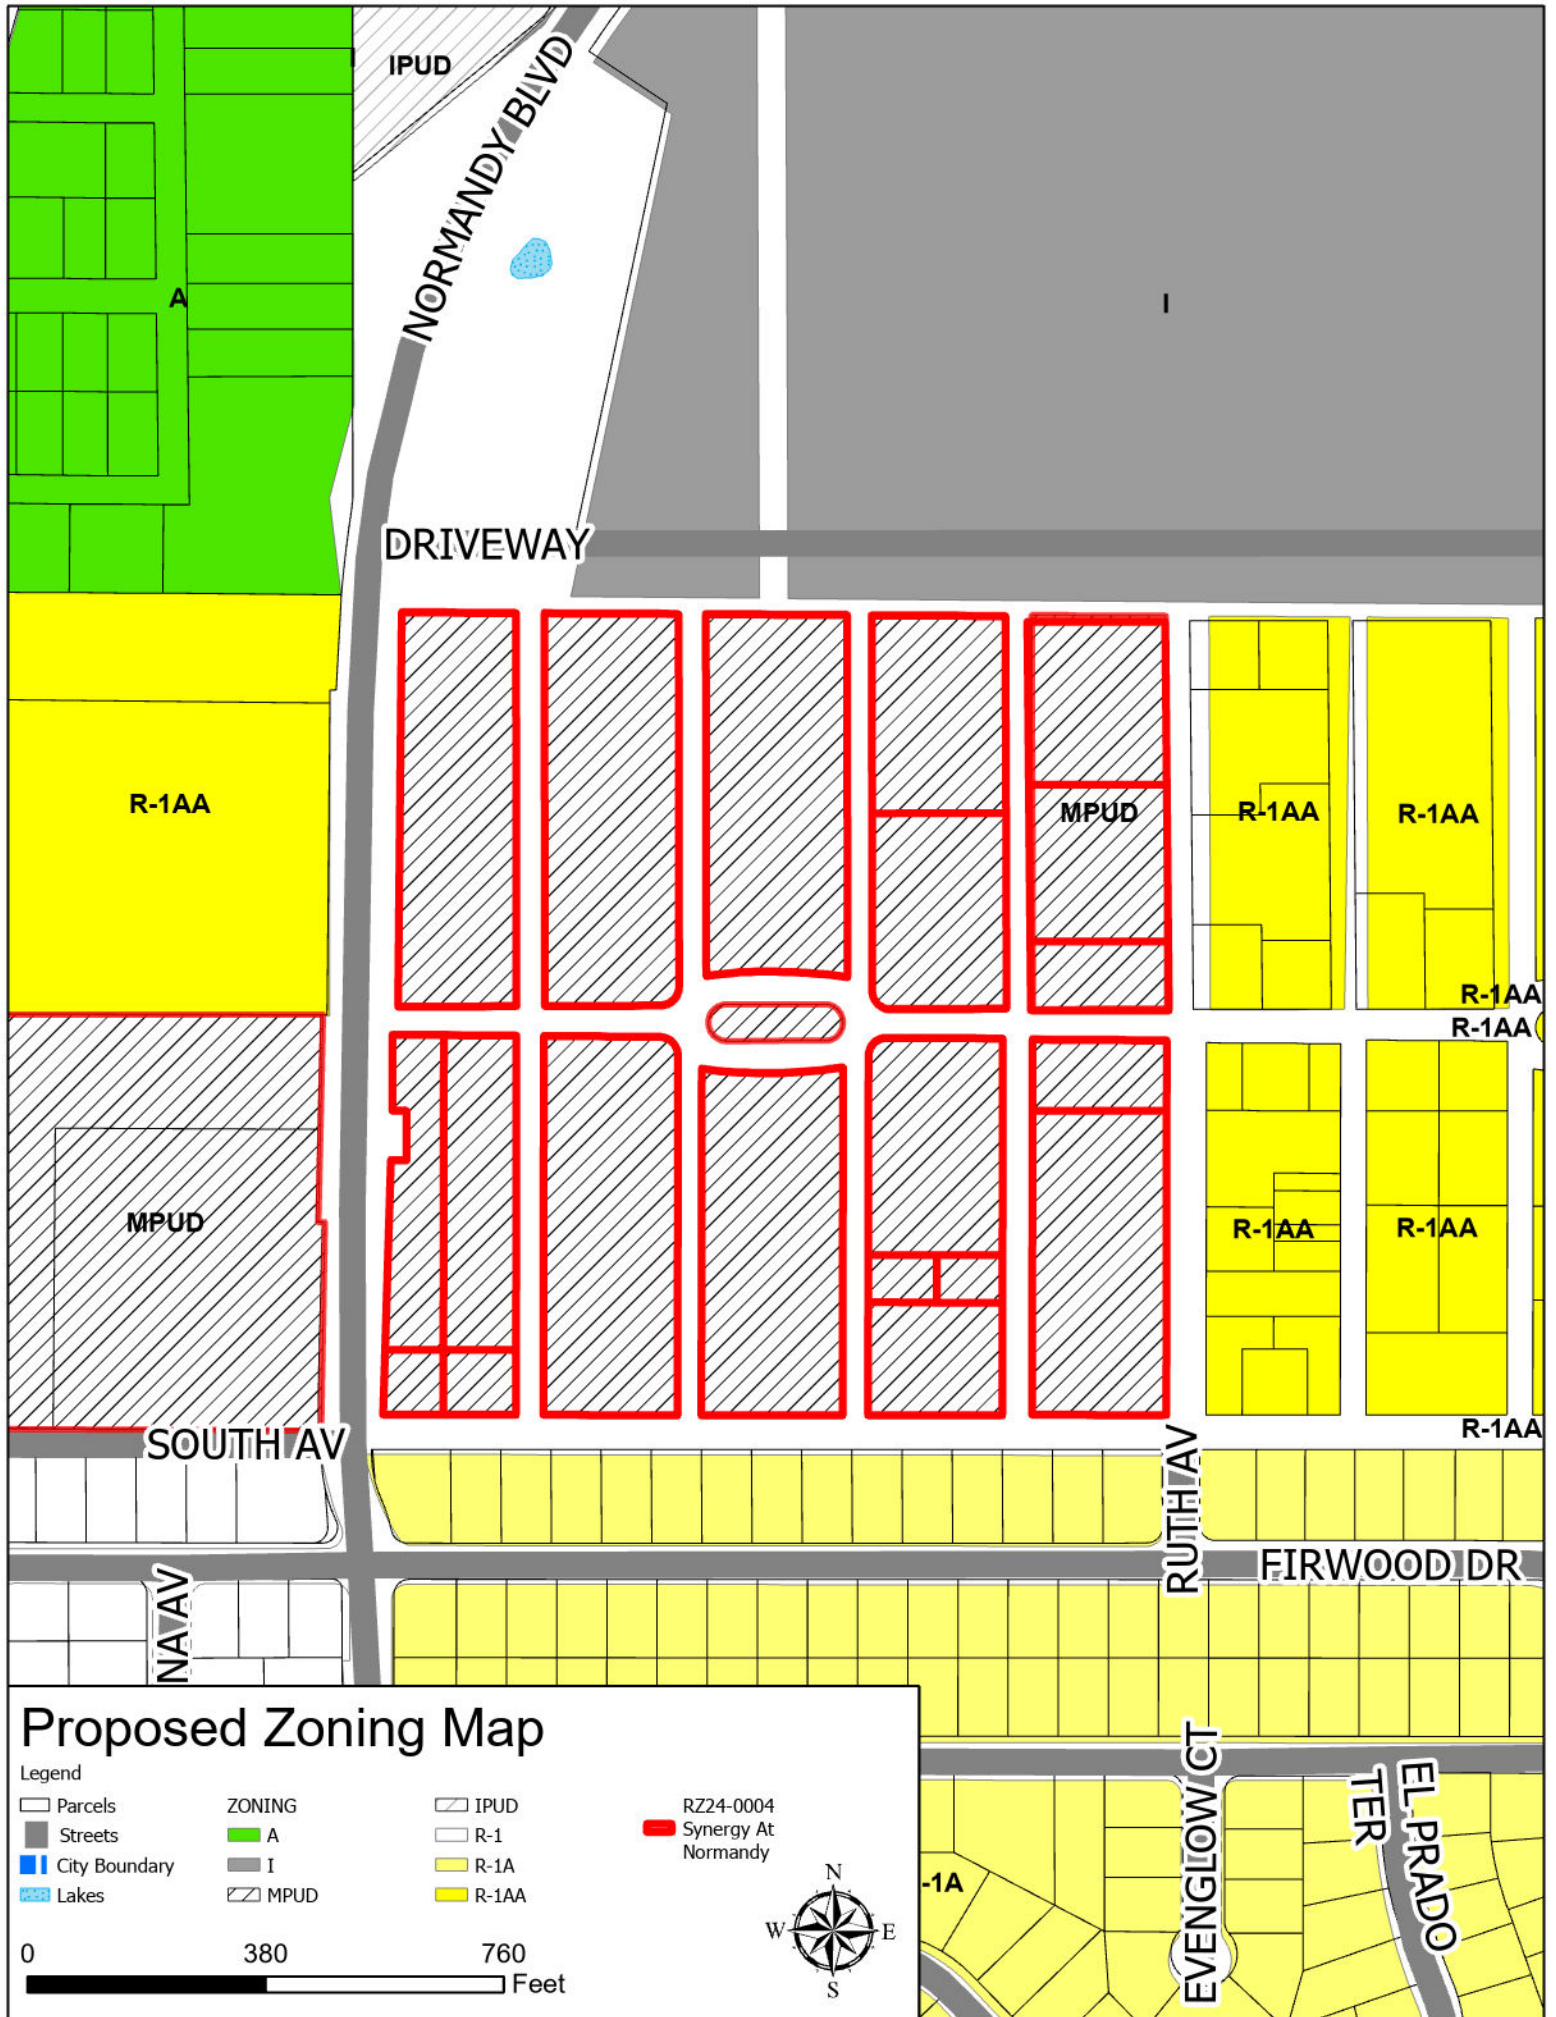 IPUD
NORMANDY BLVD
A
I
DRIVEWAY
R-1AA
MPUD
R-1AA
R-1AA
R-1AA
R-1AA
MPUD
R-1AA
R-1AA
R-1AA
SOUTH AV
RUTH AV
FIRWOOD DR
NA AV
Proposed Zoning Map
Legend
Parcels
Streets
City Boundary
Lakes
ZONING
A
I
MPUD
IPUD
R-1
R-1A
R-1AA
RZ24-0004
Synergy At
Normandy
N
W
E
S
0 380 760
Feet
-1A
EVENGLOW CT
EL PRADO
TER